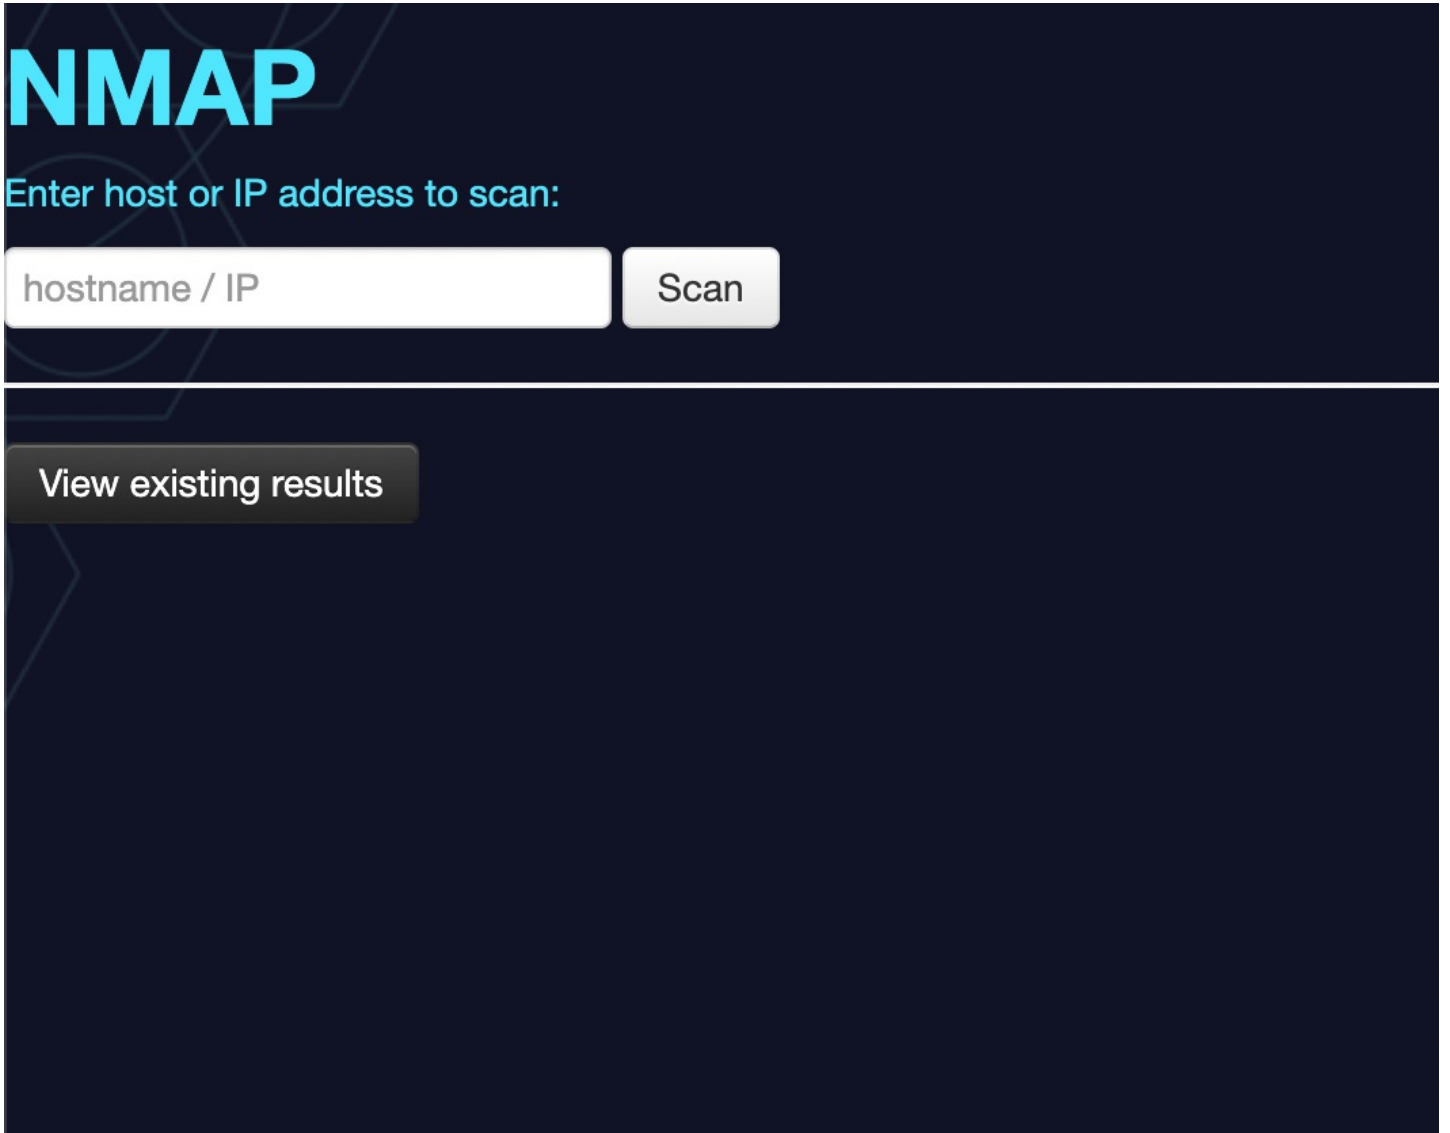 NMAP
Enter host or IP address to scan:
hostname / IP
Scan
View existing results